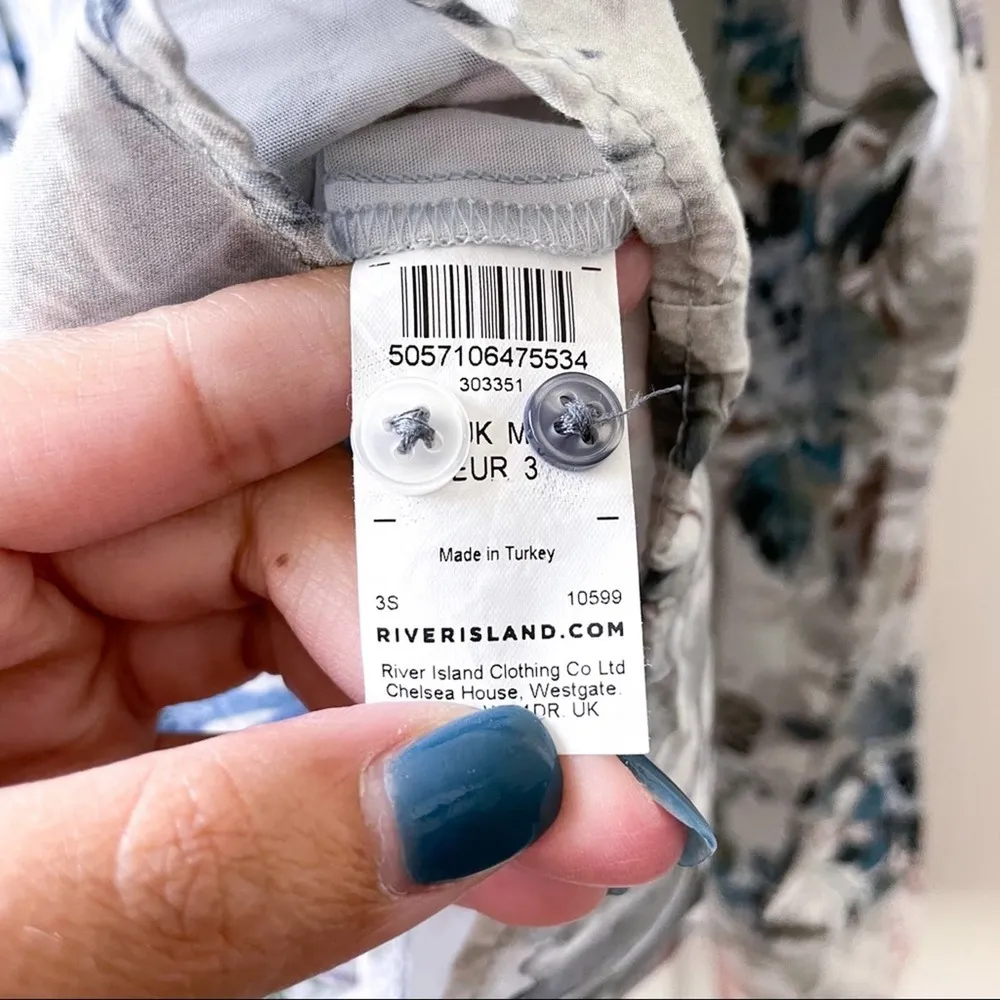 5057106475534
303351
UK M
EUR 3
Made in Turkey
3S 10599
RIVERISLAND.COM
River Island Clothing Co Ltd
Chelsea House, Westgate.
UK